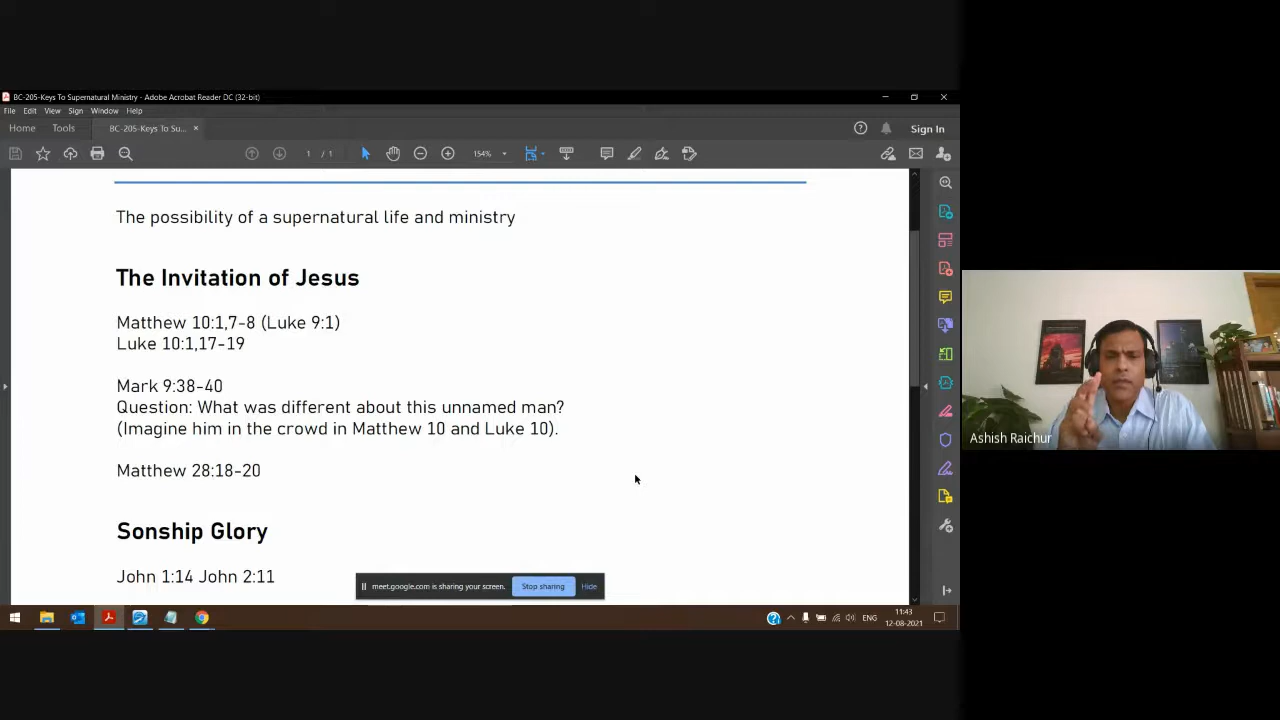 BC-205-Keys To Supernatural Ministry - Adobe Acrobat Reader DC (32-bit)
File Edit View Sign Window Help
Home Tools BC-205-Keys To Su... ×
Sign In
1 / 1 154%
The possibility of a supernatural life and ministry
The Invitation of Jesus
Matthew 10:1,7-8 (Luke 9:1)
Luke 10:1,17-19
Mark 9:38-40
Question: What was different about this unnamed man?
(Imagine him in the crowd in Matthew 10 and Luke 10).
Matthew 28:18-20
Sonship Glory
John 1:14 John 2:11
meet.google.com is sharing your screen. Stop sharing Hide
ENG
11:43
12-08-2021
Ashish Raichur